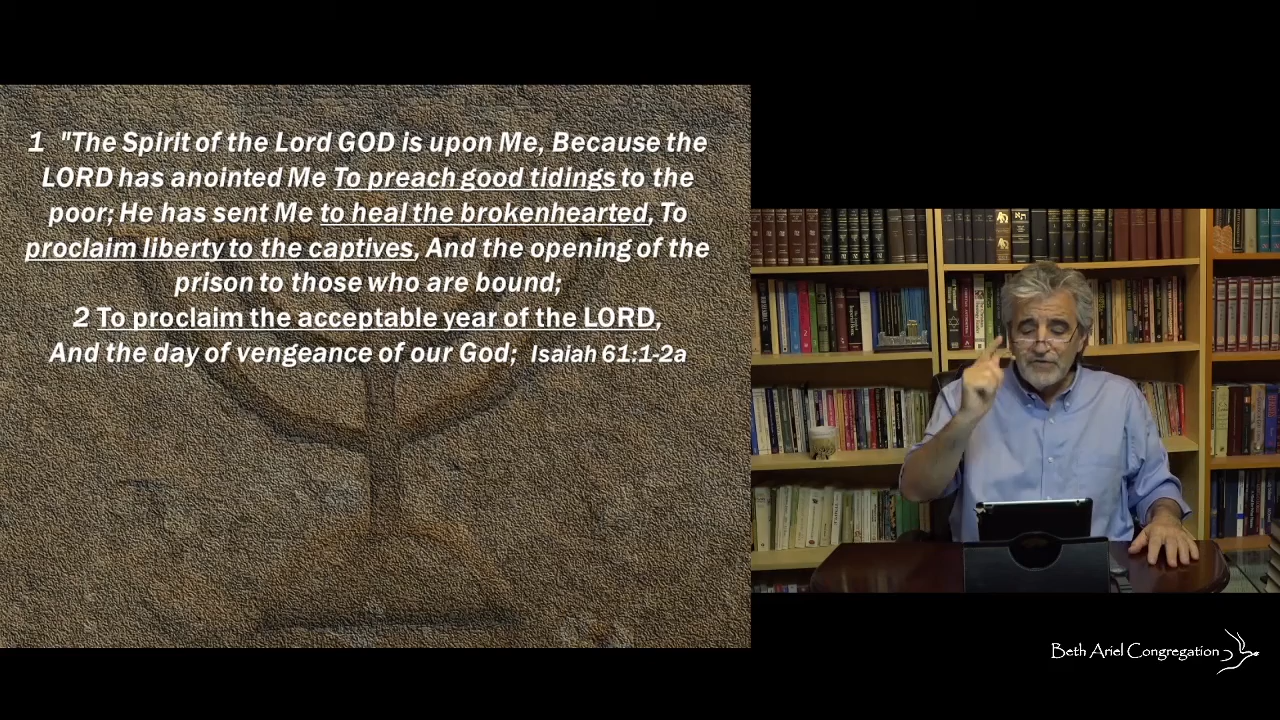 1 "The Spirit of the Lord GOD is upon Me, Because the
LORD has anointed Me To preach good tidings to the
poor; He has sent Me to heal the brokenhearted, To
proclaim liberty to the captives, And the opening of the
prison to those who are bound;
2 To proclaim the acceptable year of the LORD,
And the day of vengeance of our God; Isaiah 61:1-2a
Beth Ariel Congregation